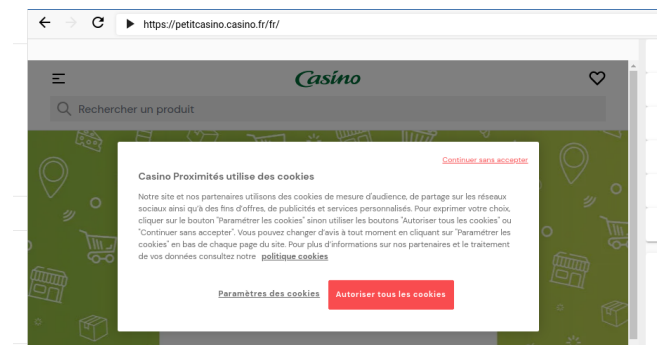 https://petitcasino.casino.fr/fr/
Casino
Rechercher un produit
Continuer sans accepter
Casino Proximités utilise des cookies
Notre site et nos partenaires utilisons des cookies de mesure d'audience, de partage sur les réseaux
sociaux ainsi qu'à des fins d'offres, de publicités et services personnalisés. Pour exprimer votre choix,
cliquer sur le bouton "Paramétrer les cookies" sinon utiliser les boutons "Autoriser tous les cookies" ou
"Continuer sans accepter". Vous pouvez changer d'avis à tout moment en cliquant sur "Paramétrer les
cookies" en bas de chaque page du site. Pour plus d'informations sur nos partenaires et le traitement
de vos données consultez notre politique cookies
Paramètres des cookies
Autoriser tous les cookies